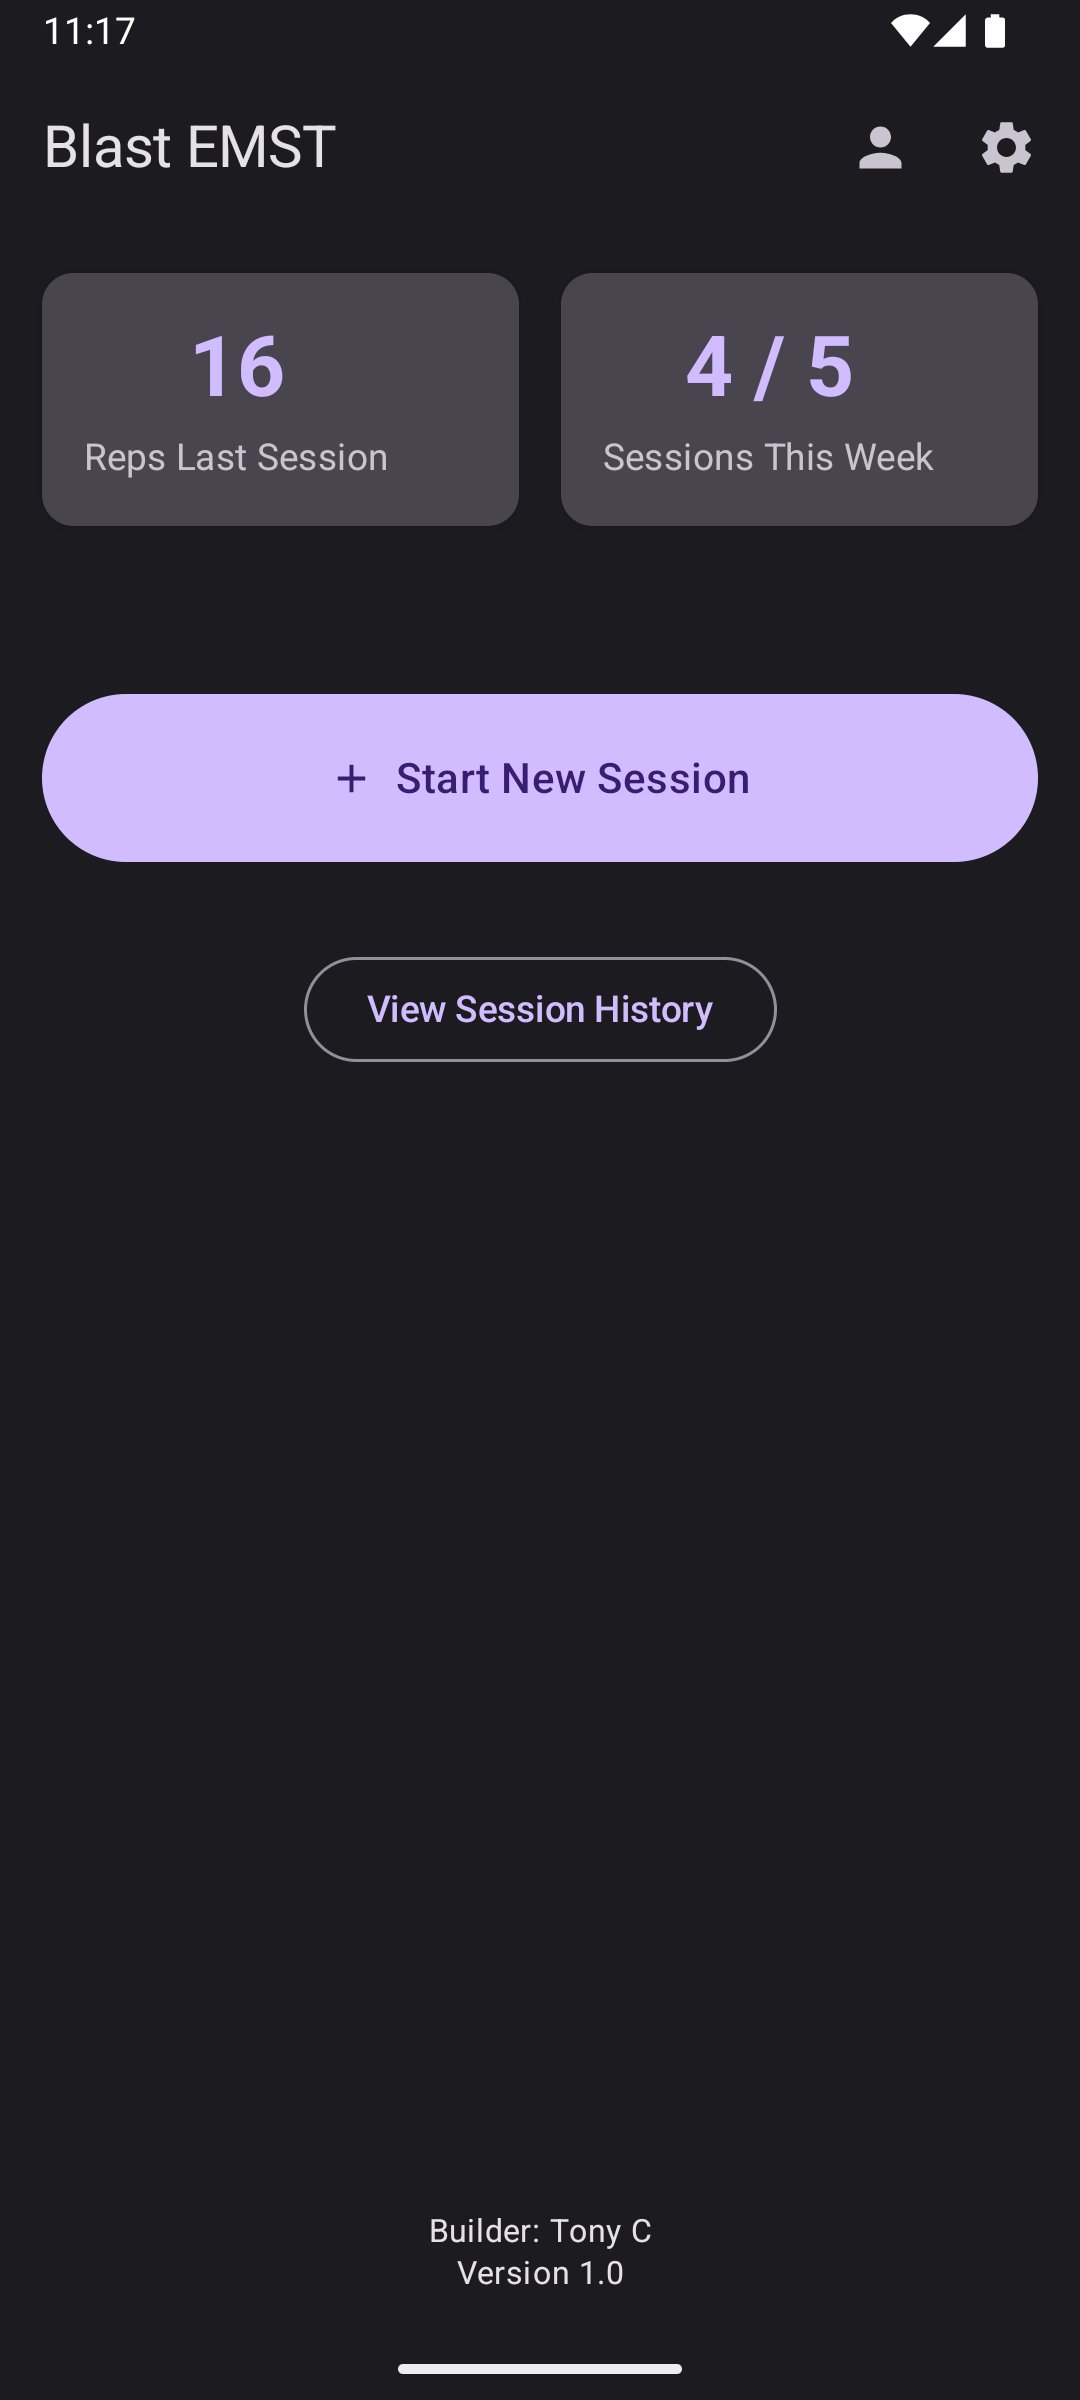 11:17
Blast EMST
16
Reps Last Session
4 / 5
Sessions This Week
+ Start New Session
View Session History
Builder: Tony C
Version 1.0